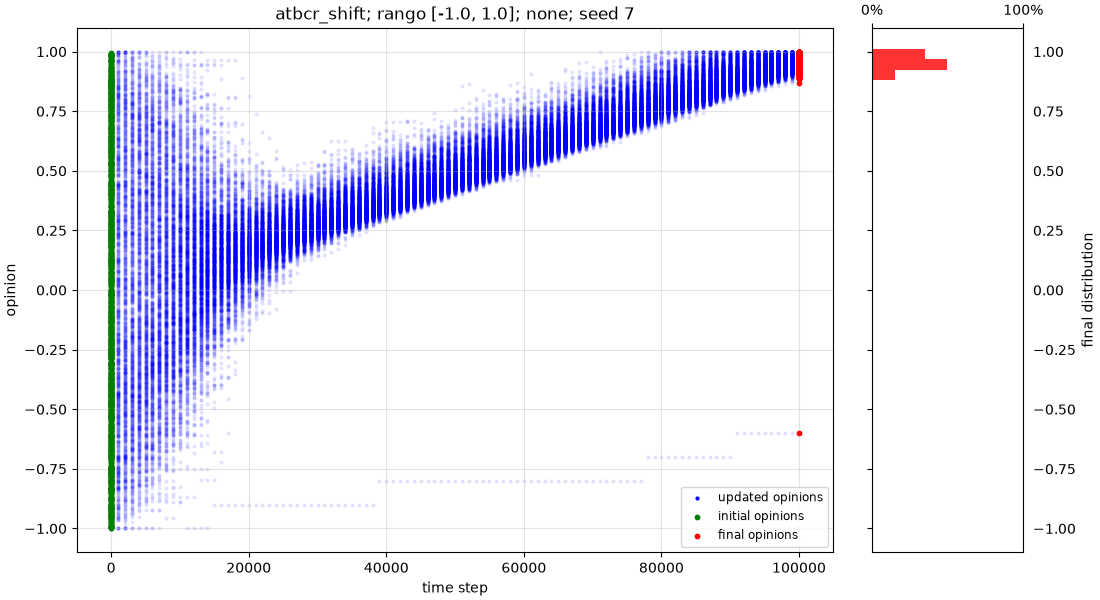 atbcr_shift; rango [-1.0, 1.0]; none; seed 7
0% 100%
1.00
0.75
0.50
0.25
0.00
−0.25
−0.50
−0.75
−1.00
opinion
0 20000 40000 60000 80000 100000
time step
updated opinions
initial opinions
final opinions
1.00
0.75
0.50
0.25
0.00
−0.25
−0.50
−0.75
−1.00
final distribution